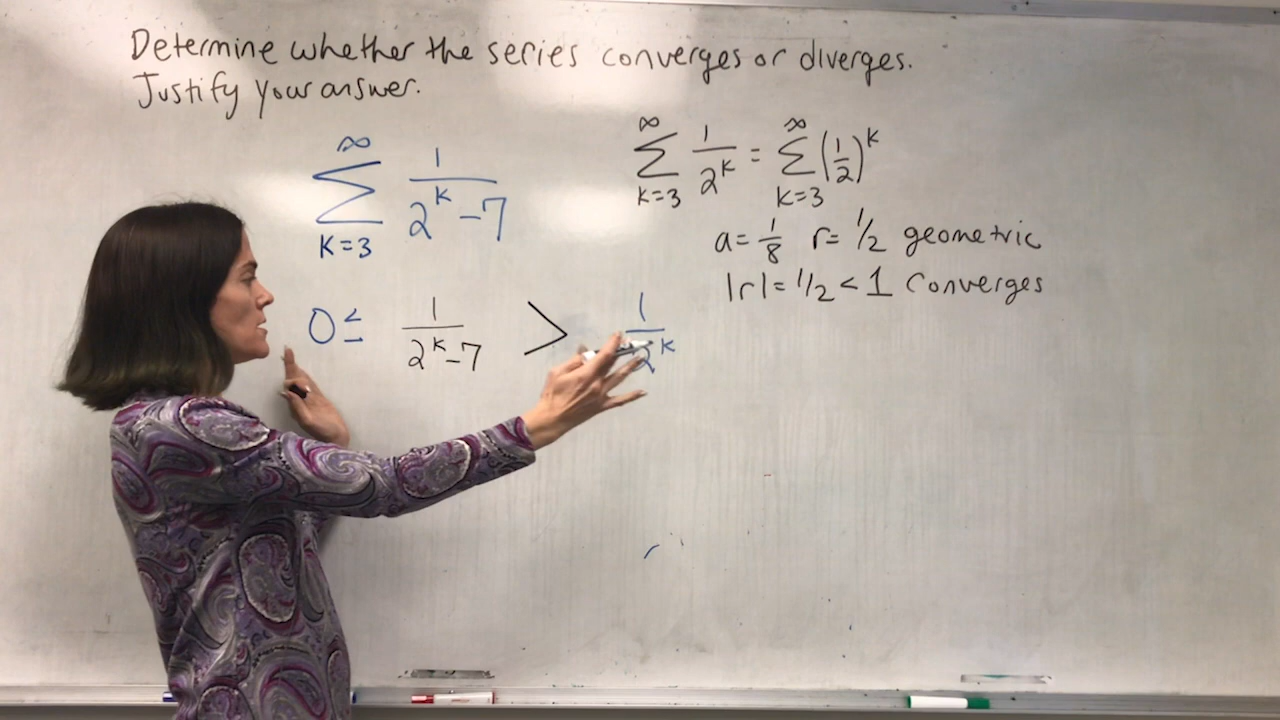 Determine whether the series converges or diverges.
Justify your answer.
∞
∑ 1/(2^k-7)
k=3
0 ≤ 1/(2^k-7) > 1/2^k
∞ ∞
∑ 1/2^k = ∑ (1/2)^k
k=3 k=3
a=1/8 r=1/2 geometric
|r|=1/2<1 Converges